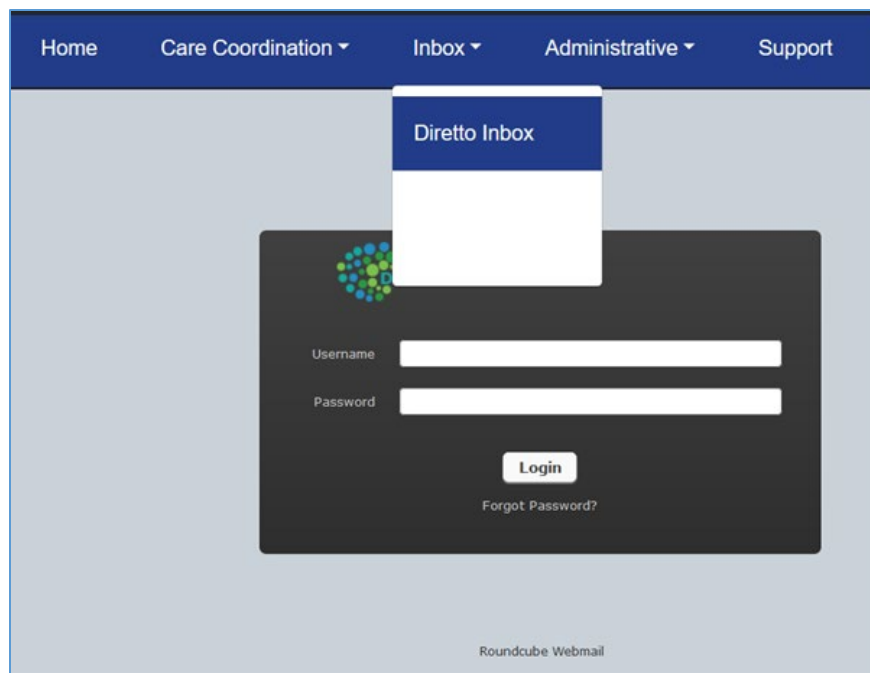 Home Care Coordination Inbox Administrative Support
Diretto Inbox
D
Username
Password
Login
Forgot Password?
Roundcube Webmail